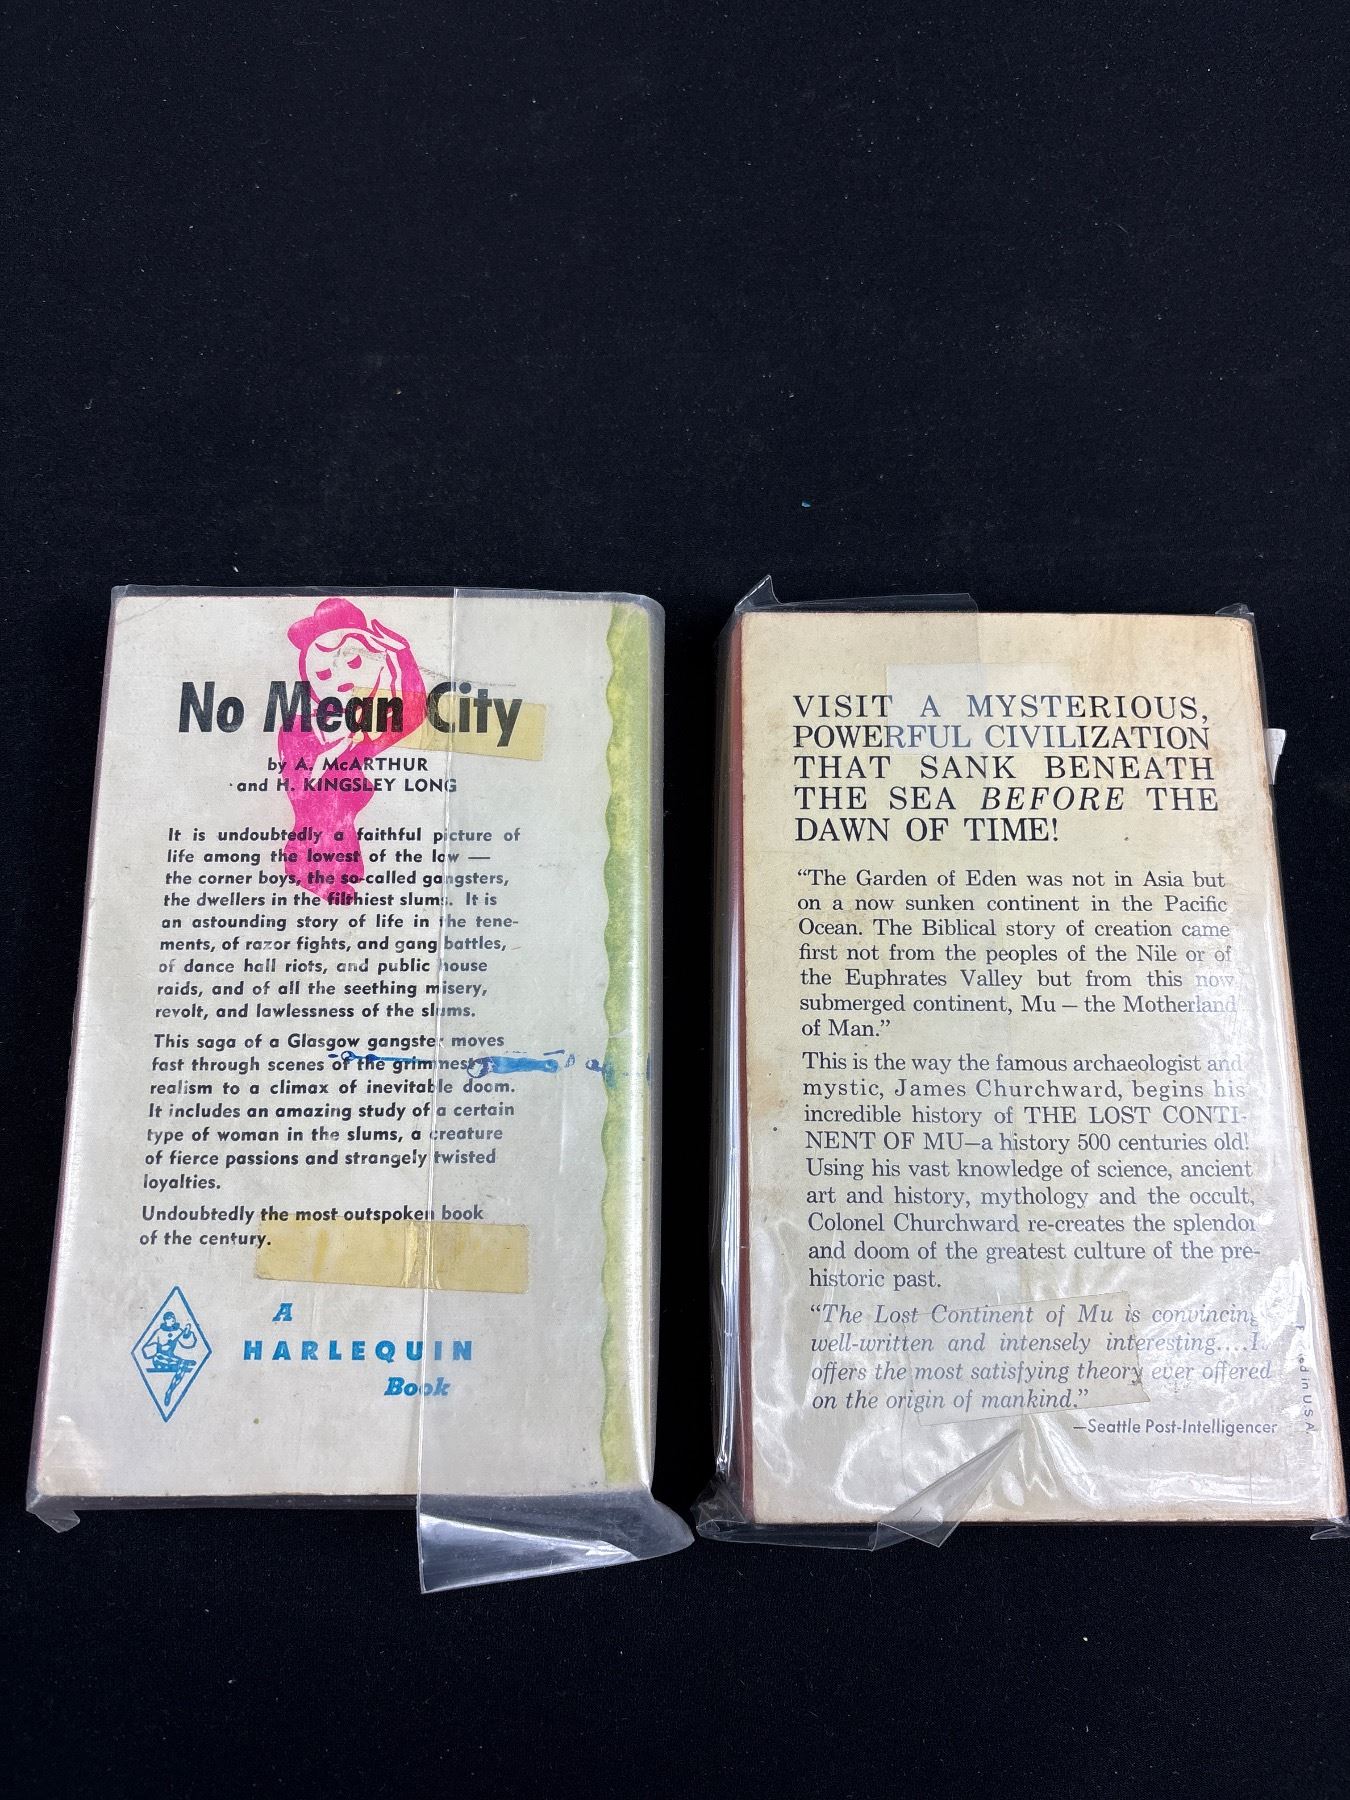 No Mean City
by A. McARTHUR
and H. KINGSLEY LONG
It is undoubtedly a faithful picture of
life among the lowest of the low —
the corner boys, the so-called gangsters,
the dwellers in the filthiest slums. It is
an astounding story of life in the tene-
ments, of razor fights, and gang battles,
of dance hall riots, and public house
raids, and of all the seething misery,
revolt, and lawlessness of the slums.
This saga of a Glasgow gangster moves
fast through scenes of the grimmest
realism to a climax of inevitable doom.
It includes an amazing study of a certain
type of woman in the slums, a creature
of fierce passions and strangely twisted
loyalties.
Undoubtedly the most outspoken book
of the century.
A
HARLEQUIN
Book
VISIT A MYSTERIOUS,
POWERFUL CIVILIZATION
THAT SANK BENEATH
THE SEA BEFORE THE
DAWN OF TIME!
“The Garden of Eden was not in Asia but
on a now sunken continent in the Pacific
Ocean. The Biblical story of creation came
first not from the peoples of the Nile or of
the Euphrates Valley but from this now
submerged continent, Mu — the Motherland
of Man.”
This is the way the famous archaeologist and
mystic, James Churchward, begins his
incredible history of THE LOST CONTI-
NENT OF MU—a history 500 centuries old!
Using his vast knowledge of science, ancient
art and history, mythology and the occult,
Colonel Churchward re-creates the splendor
and doom of the greatest culture of the pre-
historic past.
“The Lost Continent of Mu is convincing
well-written and intensely interesting....It
offers the most satisfying theory ever offered
on the origin of mankind.”
—Seattle Post-Intelligencer
Printed in U.S.A.